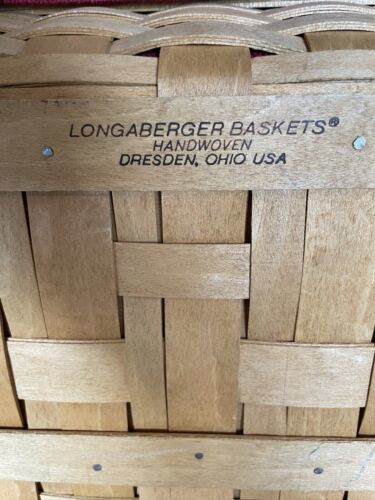 LONGABERGER BASKETS®
HANDWOVEN
DRESDEN, OHIO USA